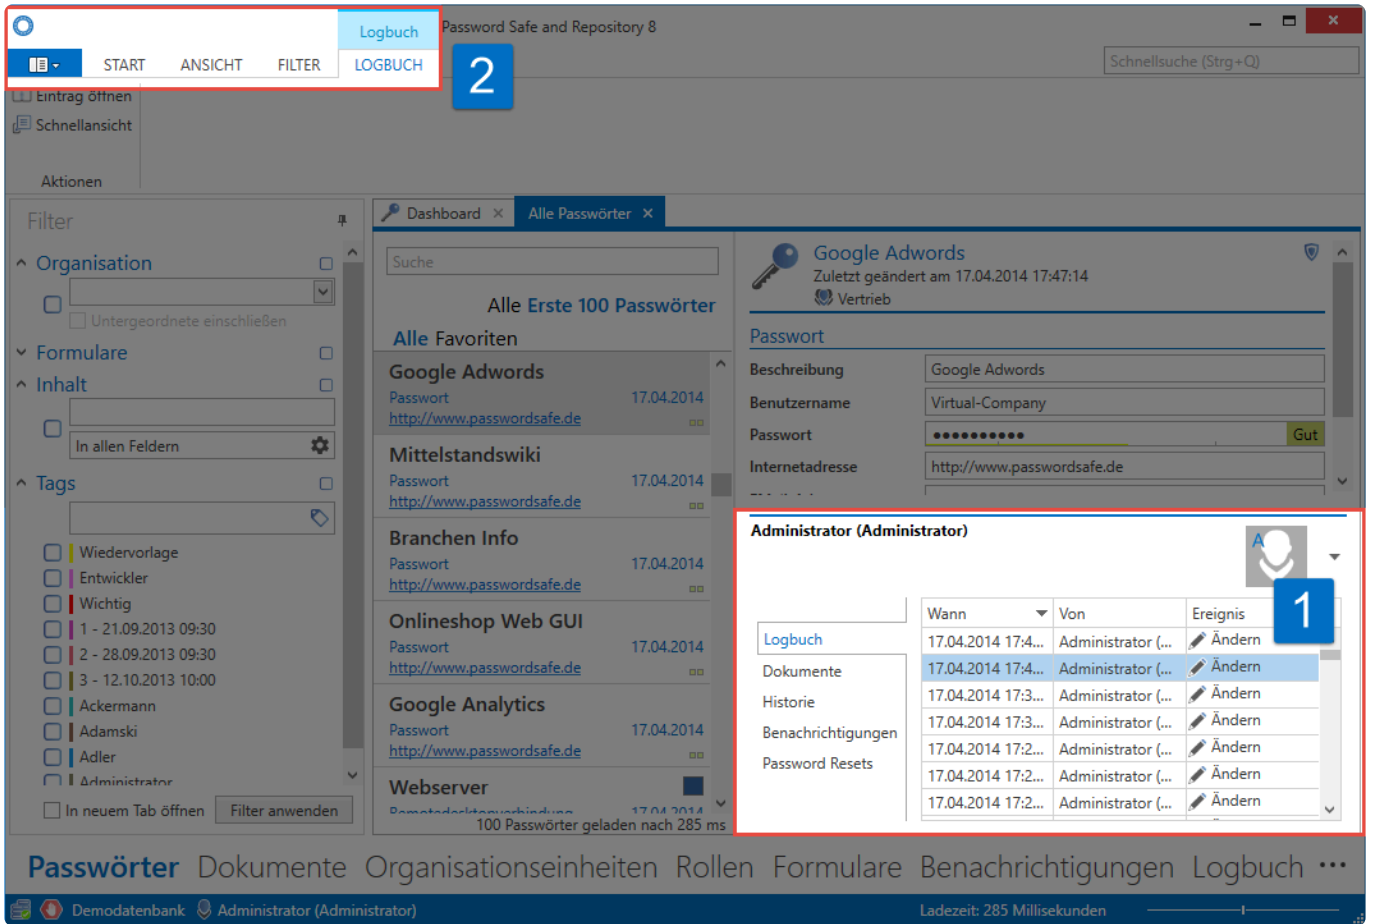 Logbuch
Password Safe and Repository 8
START ANSICHT FILTER LOGBUCH
2
Schnellsuche (Strg+Q)
Eintrag öffnen
Schnellansicht
Aktionen
Filter
Organisation
Untergeordnete einschließen
Formulare
Inhalt
In allen Feldern
Tags
Wiedervorlage
Entwickler
Wichtig
1 - 21.09.2013 09:30
2 - 28.09.2013 09:30
3 - 12.10.2013 10:00
Ackermann
Adamski
Adler
Administrator
In neuem Tab öffnen Filter anwenden
Dashboard Alle Passwörter
Suche
Alle Erste 100 Passwörter
Alle Favoriten
Google Adwords
Passwort 17.04.2014
http://www.passwordsafe.de
Mittelstandswiki
Passwort 17.04.2014
http://www.passwordsafe.de
Branchen Info
Passwort 17.04.2014
http://www.passwordsafe.de
Onlineshop Web GUI
Passwort 17.04.2014
http://www.passwordsafe.de
Google Analytics
Passwort 17.04.2014
http://www.passwordsafe.de
Webserver
Remotedesktopverbindung 17.04.2014
100 Passwörter geladen nach 285 ms
Google Adwords
Zuletzt geändert am 17.04.2014 17:47:14
Vertrieb
Passwort
Beschreibung Google Adwords
Benutzername Virtual-Company
Passwort ●●●●●●●●●● Gut
Internetadresse http://www.passwordsafe.de
Administrator (Administrator)
A
1
Logbuch
Dokumente
Historie
Benachrichtigungen
Password Resets
Wann Von Ereignis
17.04.2014 17:4... Administrator (... Ändern
17.04.2014 17:4... Administrator (... Ändern
17.04.2014 17:3... Administrator (... Ändern
17.04.2014 17:3... Administrator (... Ändern
17.04.2014 17:2... Administrator (... Ändern
17.04.2014 17:2... Administrator (... Ändern
17.04.2014 17:2... Administrator (... Ändern
Passwörter Dokumente Organisationseinheiten Rollen Formulare Benachrichtigungen Logbuch ...
Demodatenbank Administrator (Administrator) Ladezeit: 285 Millisekunden